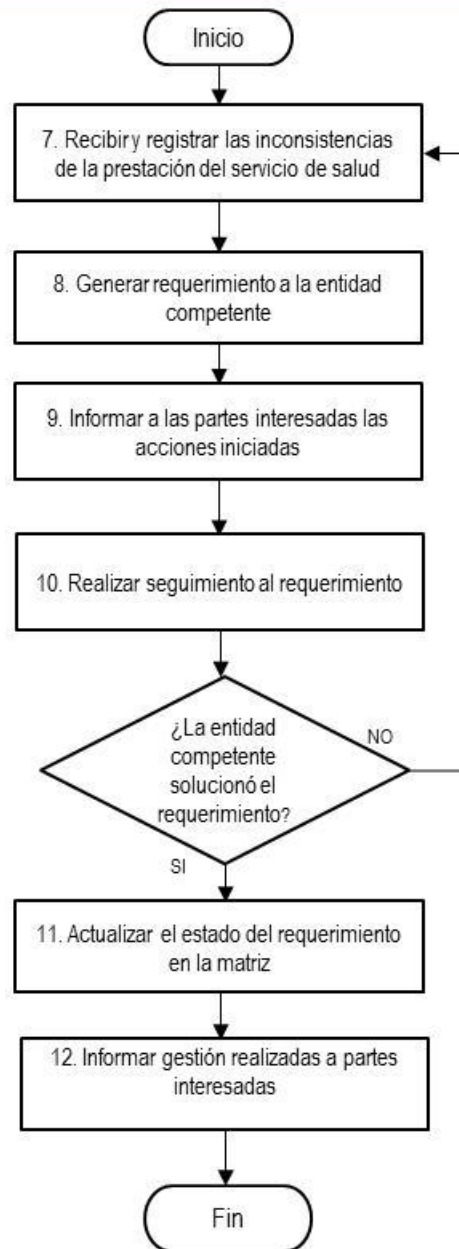 Inicio
7. Recibir y registrar las inconsistencias
de la prestación del servicio de salud
8. Generar requerimiento a la entidad
competente
9. Informar a las partes interesadas las
acciones iniciadas
10. Realizar seguimiento al requerimiento
¿La entidad
competente
solucionó el
requerimiento?
NO
SI
11. Actualizar el estado del requerimiento
en la matriz
12. Informar gestión realizadas a partes
interesadas
Fin